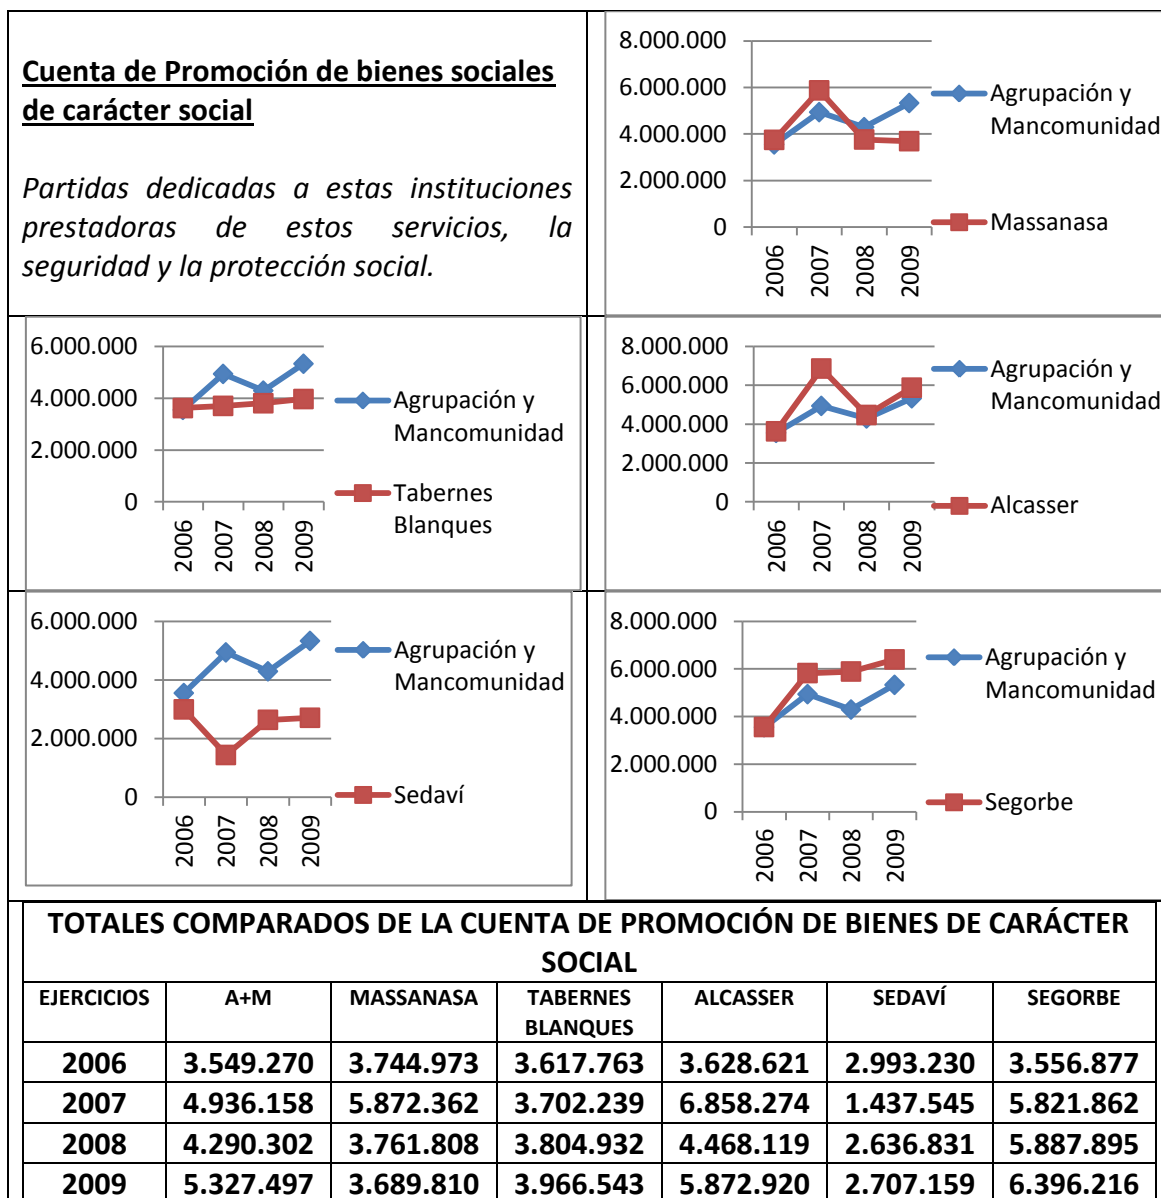 Cuenta de Promoción de bienes sociales
de carácter social
Partidas dedicadas a estas instituciones
prestadoras de estos servicios, la
seguridad y la protección social.
8.000.000
6.000.000
4.000.000
2.000.000
0
2006 2007 2008 2009
Agrupación y
Mancomunidad
Massanasa
6.000.000
4.000.000
2.000.000
0
2006 2007 2008 2009
Agrupación y
Mancomunidad
Tabernes
Blanques
8.000.000
6.000.000
4.000.000
2.000.000
0
2006 2007 2008 2009
Agrupación y
Mancomunidad
Alcasser
6.000.000
4.000.000
2.000.000
0
2006 2007 2008 2009
Agrupación y
Mancomunidad
Sedaví
8.000.000
6.000.000
4.000.000
2.000.000
0
2006 2007 2008 2009
Agrupación y
Mancomunidad
Segorbe
TOTALES COMPARADOS DE LA CUENTA DE PROMOCIÓN DE BIENES DE CARÁCTER
SOCIAL
EJERCICIOS A+M MASSANASA TABERNES BLANQUES ALCASSER SEDAVÍ SEGORBE
2006 3.549.270 3.744.973 3.617.763 3.628.621 2.993.230 3.556.877
2007 4.936.158 5.872.362 3.702.239 6.858.274 1.437.545 5.821.862
2008 4.290.302 3.761.808 3.804.932 4.468.119 2.636.831 5.887.895
2009 5.327.497 3.689.810 3.966.543 5.872.920 2.707.159 6.396.216